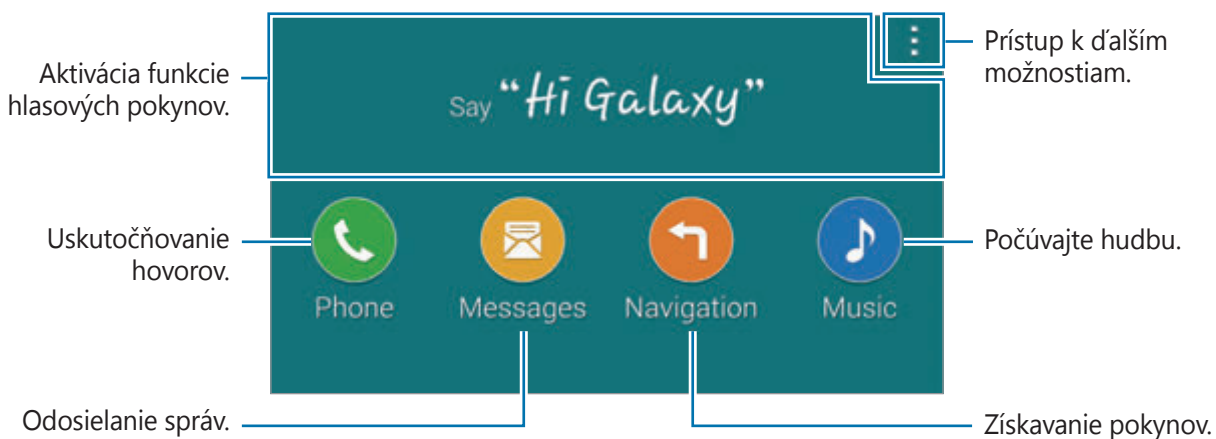 Aktivácia funkcie
hlasových pokynov.
Say “Hi Galaxy”
Prístup k ďalším
možnostiam.
Uskutočňovanie
hovorov.
Počúvajte hudbu.
Phone
Messages
Navigation
Music
Odosielanie správ.
Získavanie pokynov.